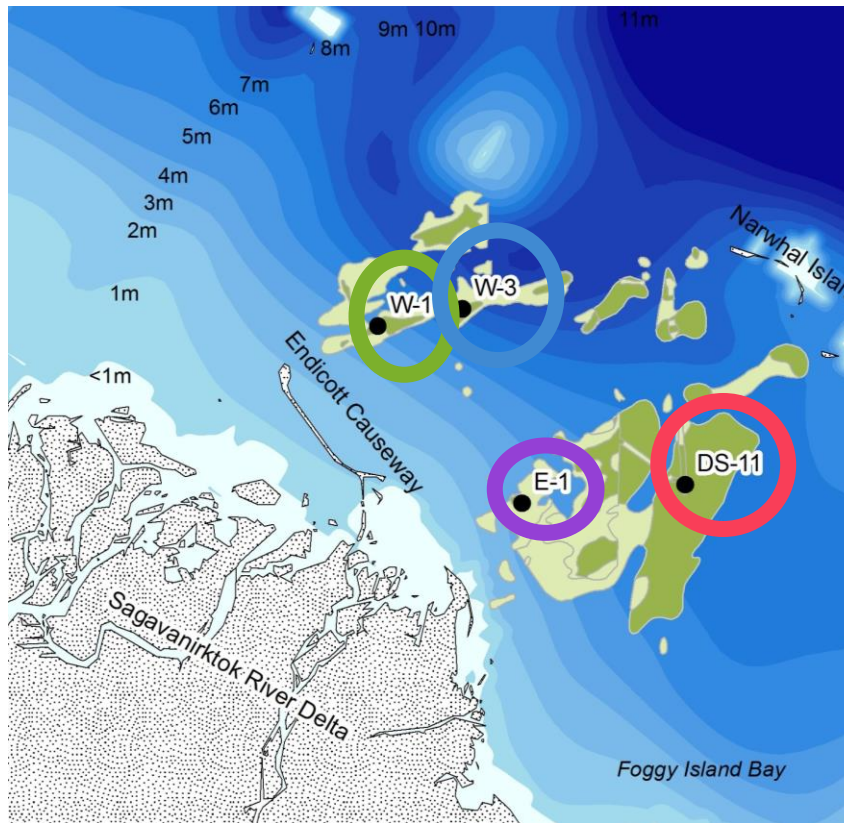 9m 10m
11m
8m
7m
6m
5m
4m
3m
2m
1m
<1m
Narwhal Islan
W-1
W-3
Endicott Causeway
E-1
DS-11
Sagavanirktok River Delta
Foggy Island Bay